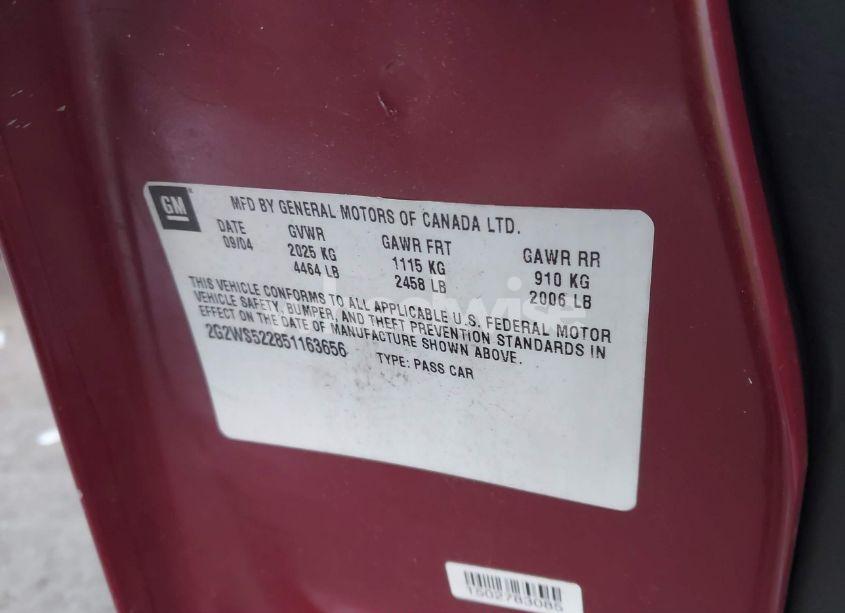 GM
MFD BY GENERAL MOTORS OF CANADA LTD.
DATE GVWR GAWR FRT GAWR RR
09/04 2025 KG 1115 KG 910 KG
4464 LB 2458 LB 2006 LB
THIS VEHICLE CONFORMS TO ALL APPLICABLE U.S. FEDERAL MOTOR
VEHICLE SAFETY, BUMPER, AND THEFT PREVENTION STANDARDS IN
EFFECT ON THE DATE OF MANUFACTURE SHOWN ABOVE.
2G2WS522851163656 TYPE: PASS CAR
1502783085